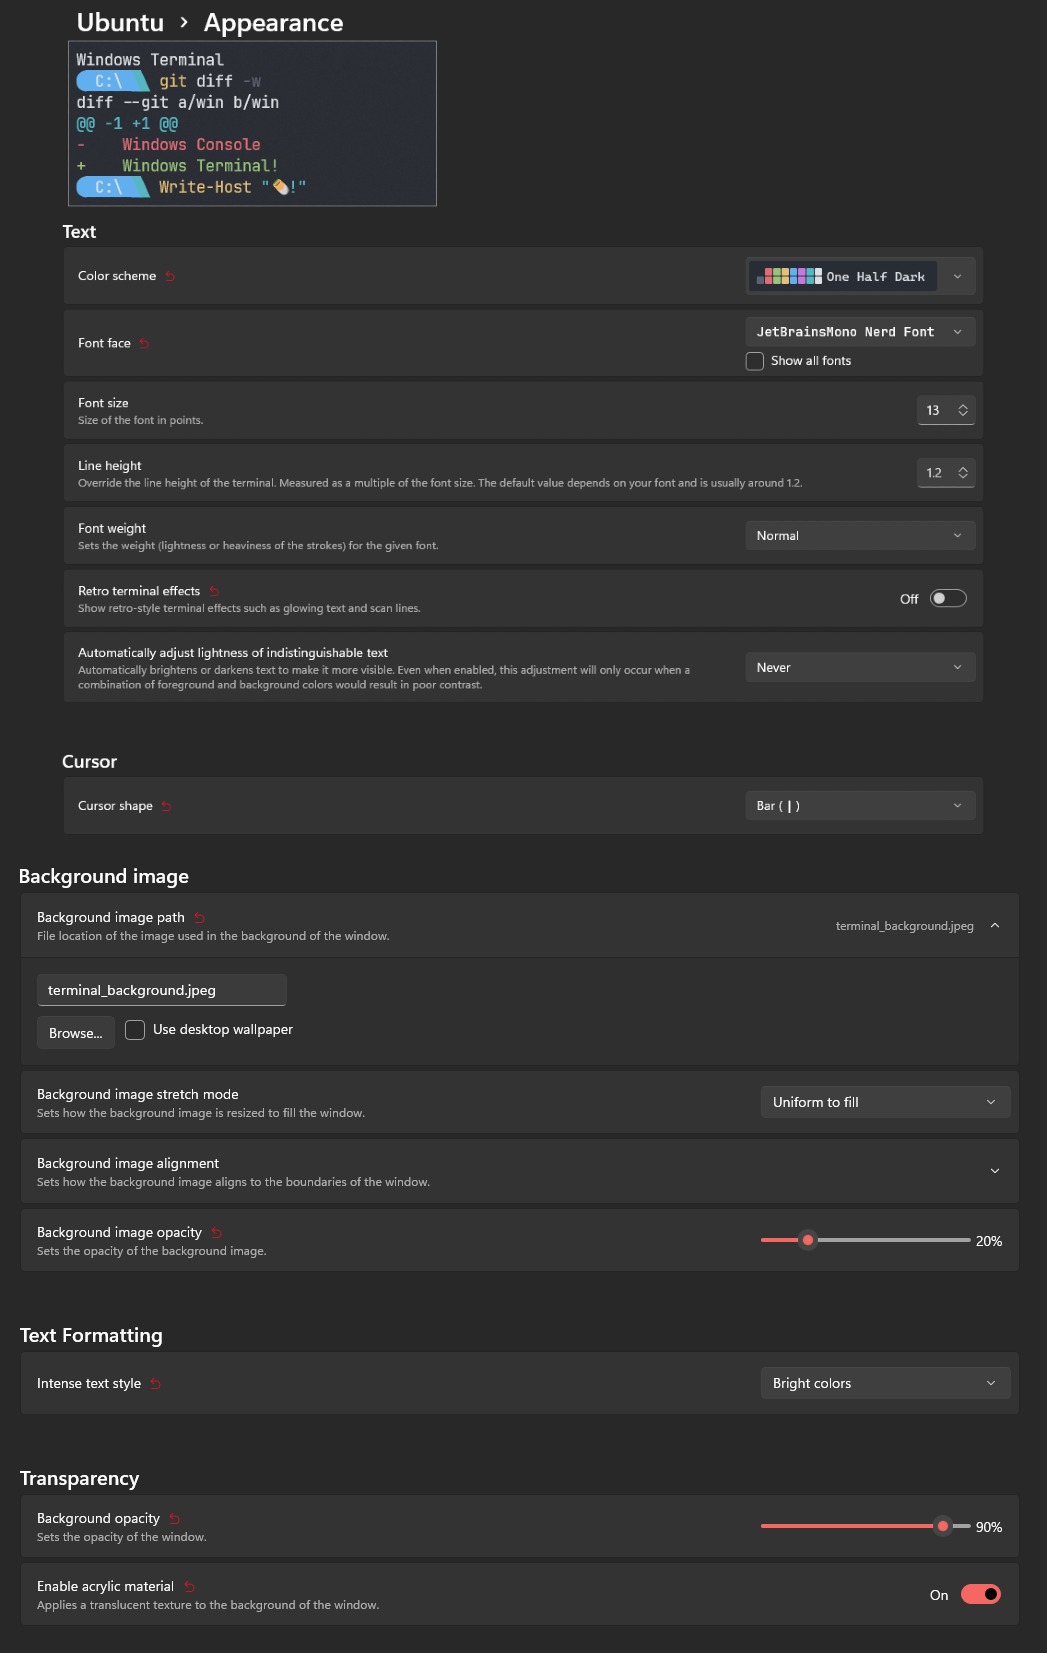 Ubuntu > Appearance
Windows Terminal
C:\ git diff -w
diff --git a/win b/win
@@ -1 +1 @@
- Windows Console
+ Windows Terminal!
C:\ Write-Host "!"
Text
Color scheme One Half Dark
Font face JetBrainsMono Nerd Font
Show all fonts
Font size
Size of the font in points. 13
Line height
Override the line height of the terminal. Measured as a multiple of the font size. The default value depends on your font and is usually around 1.2. 1.2
Font weight
Sets the weight (lightness or heaviness of the strokes) for the given font. Normal
Retro terminal effects
Show retro-style terminal effects such as glowing text and scan lines. Off
Automatically adjust lightness of indistinguishable text
Automatically brightens or darkens text to make it more visible. Even when enabled, this adjustment will only occur when a
combination of foreground and background colors would result in poor contrast.
Never
Cursor
Cursor shape Bar ( | )
Background image
Background image path
File location of the image used in the background of the window. terminal_background.jpeg
terminal_background.jpeg
Browse... Use desktop wallpaper
Background image stretch mode
Sets how the background image is resized to fill the window. Uniform to fill
Background image alignment
Sets how the background image aligns to the boundaries of the window.
Background image opacity
Sets the opacity of the background image. 20%
Text Formatting
Intense text style Bright colors
Transparency
Background opacity
Sets the opacity of the window. 90%
Enable acrylic material
Applies a translucent texture to the background of the window. On